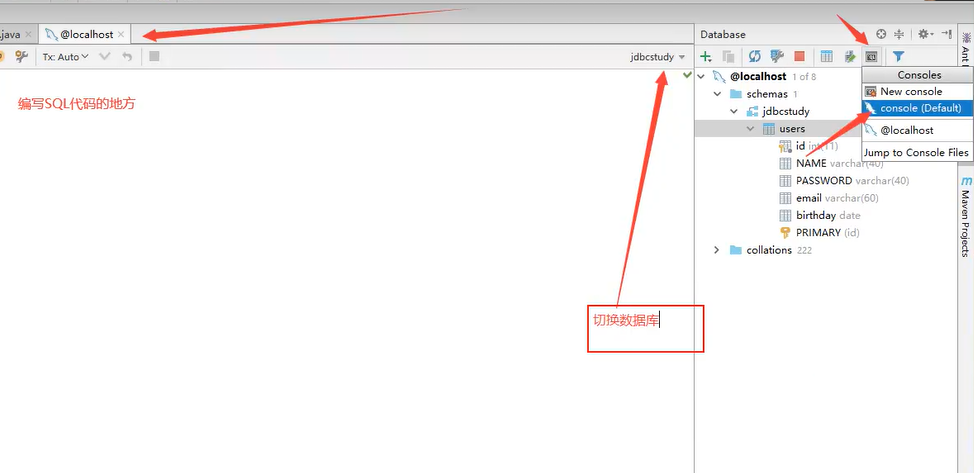 .java
@localhost
Database
Tx: Auto
jdbcstudy
编写SQL代码的地方
@localhost 1 of 8
schemas 1
jdbcstudy
users
id int(11)
NAME varchar(40)
PASSWORD varchar(40)
email varchar(60)
birthday date
PRIMARY (id)
collations 222
Consoles
New console
console (Default)
@localhost
Jump to Console Files
切换数据库
Maven Projects